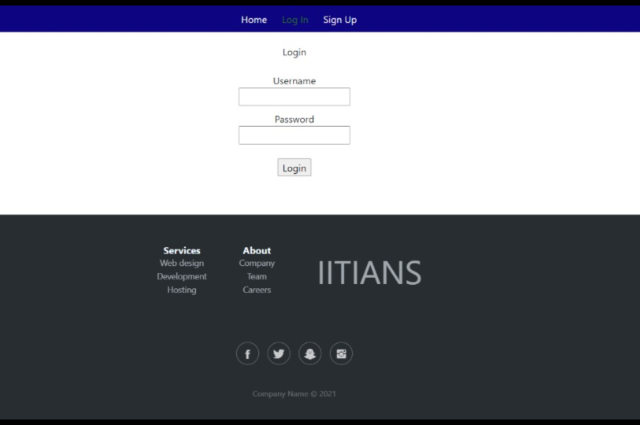 Home Log In Sign Up
Login
Username
Password
Login
Services
Web design
Development
Hosting
About
Company
Team
Careers
IITIANS
Company Name © 2021